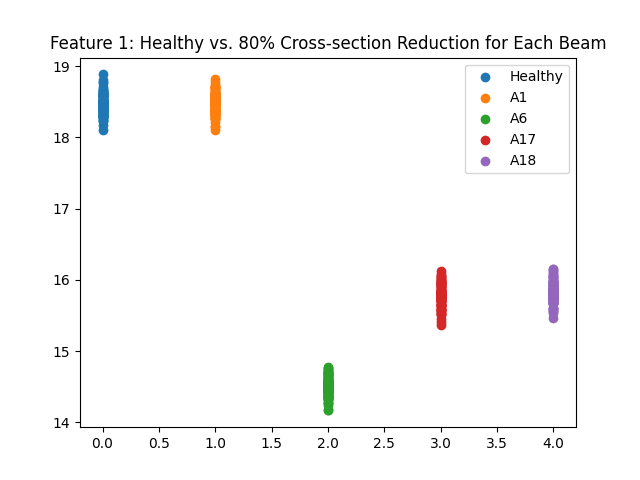 Feature 1: Healthy vs. 80% Cross-section Reduction for Each Beam
19
18
17
16
15
14
0.0 0.5 1.0 1.5 2.0 2.5 3.0 3.5 4.0
Healthy
A1
A6
A17
A18